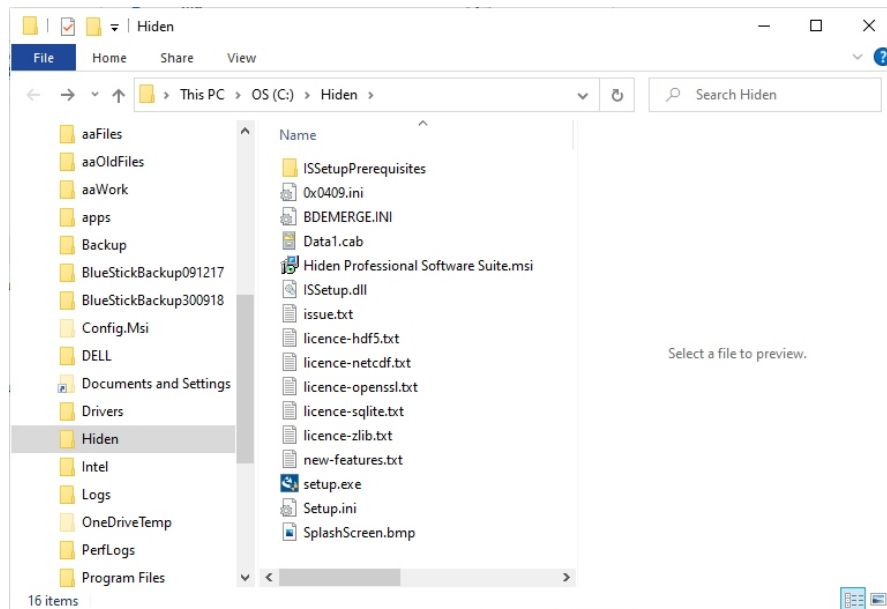 Hiden
File Home Share View
This PC OS (C:) Hiden
Search Hiden
aaFiles
aaOldFiles
aaWork
apps
Backup
BlueStickBackup091217
BlueStickBackup300918
Config.Msi
DELL
Documents and Settings
Drivers
Hiden
Intel
Logs
OneDriveTemp
PerfLogs
Program Files
Name
ISSetupPrerequisites
0x0409.ini
BDEMERGE.INI
Data1.cab
Hiden Professional Software Suite.msi
ISSetup.dll
issue.txt
licence-hdf5.txt
licence-netcdf.txt
licence-openssl.txt
licence-sqlite.txt
licence-zlib.txt
new-features.txt
setup.exe
Setup.ini
SplashScreen.bmp
Select a file to preview.
16 items